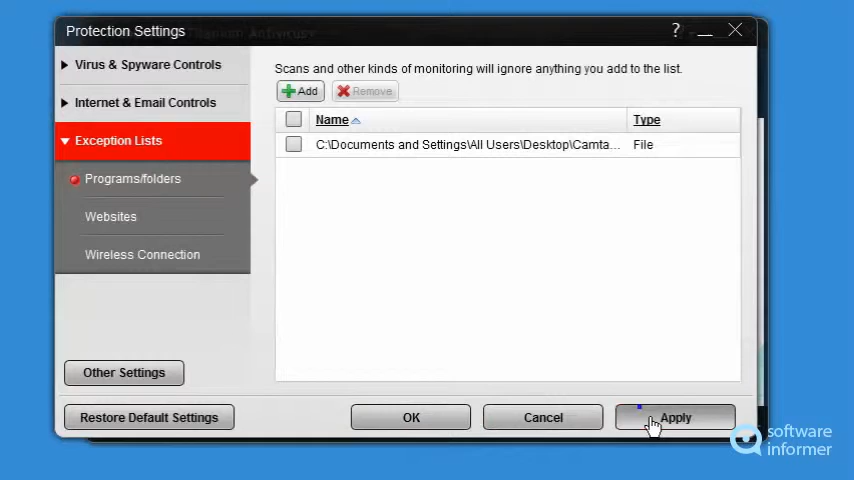 Protection Settings
?
Virus & Spyware Controls
Internet & Email Controls
Exception Lists
Programs/folders
Websites
Wireless Connection
Other Settings
Restore Default Settings
Scans and other kinds of monitoring will ignore anything you add to the list.
Add
Remove
Name
Type
C:\Documents and Settings\All Users\Desktop\Camta...
File
OK
Cancel
Apply
software
informer